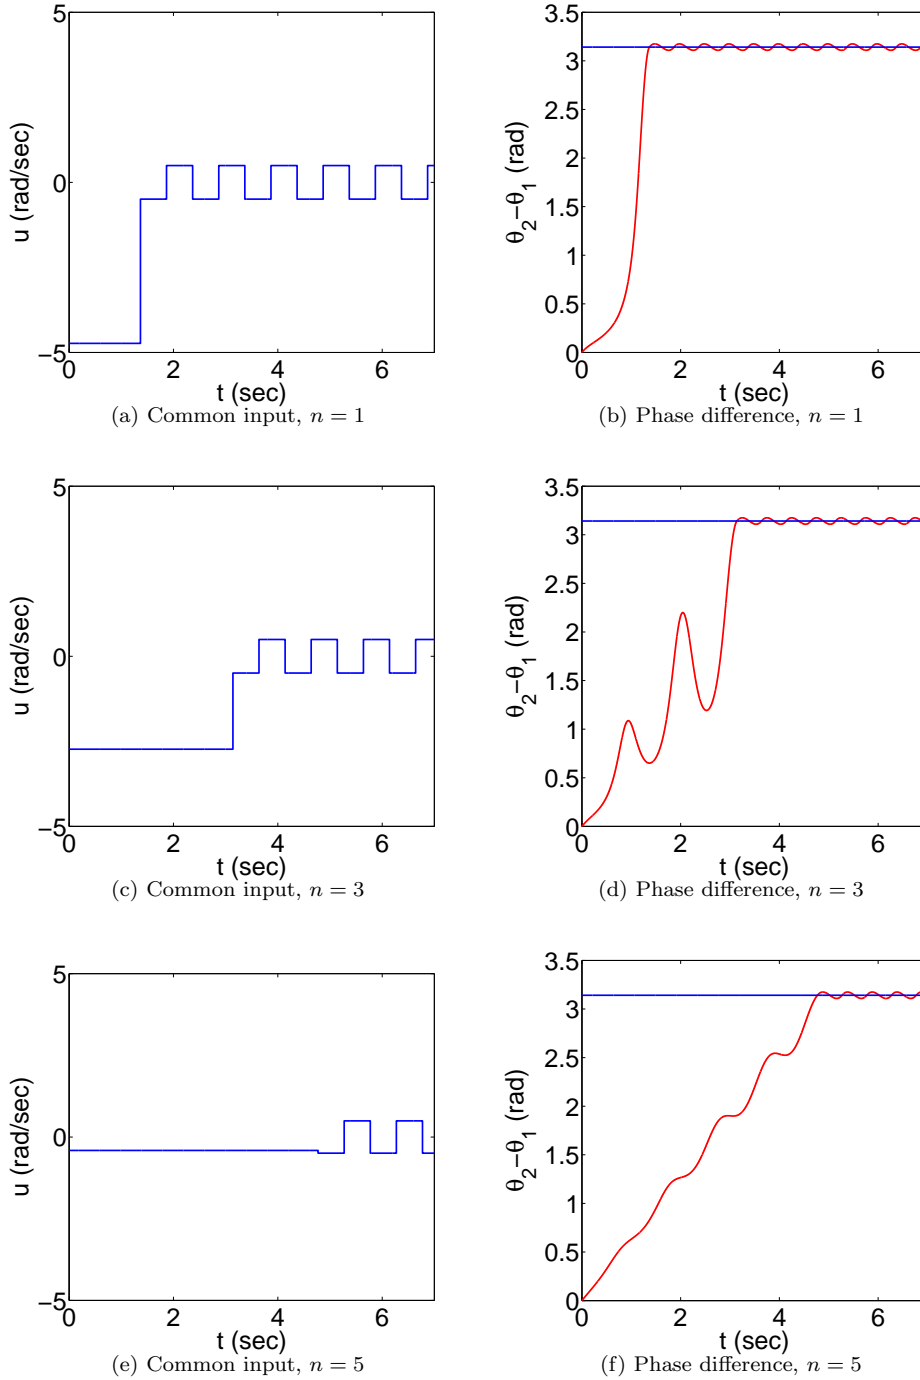 5
0
−5
u (rad/sec)
0 2 4 6
t (sec)
(a) Common input, n = 1
3.5
3
2.5
2
1.5
1
0.5
0
θ2−θ1 (rad)
0 2 4 6
t (sec)
(b) Phase difference, n = 1
5
0
−5
u (rad/sec)
0 2 4 6
t (sec)
(c) Common input, n = 3
3.5
3
2.5
2
1.5
1
0.5
0
θ2−θ1 (rad)
0 2 4 6
t (sec)
(d) Phase difference, n = 3
5
0
−5
u (rad/sec)
0 2 4 6
t (sec)
(e) Common input, n = 5
3.5
3
2.5
2
1.5
1
0.5
0
θ2−θ1 (rad)
0 2 4 6
t (sec)
(f) Phase difference, n = 5